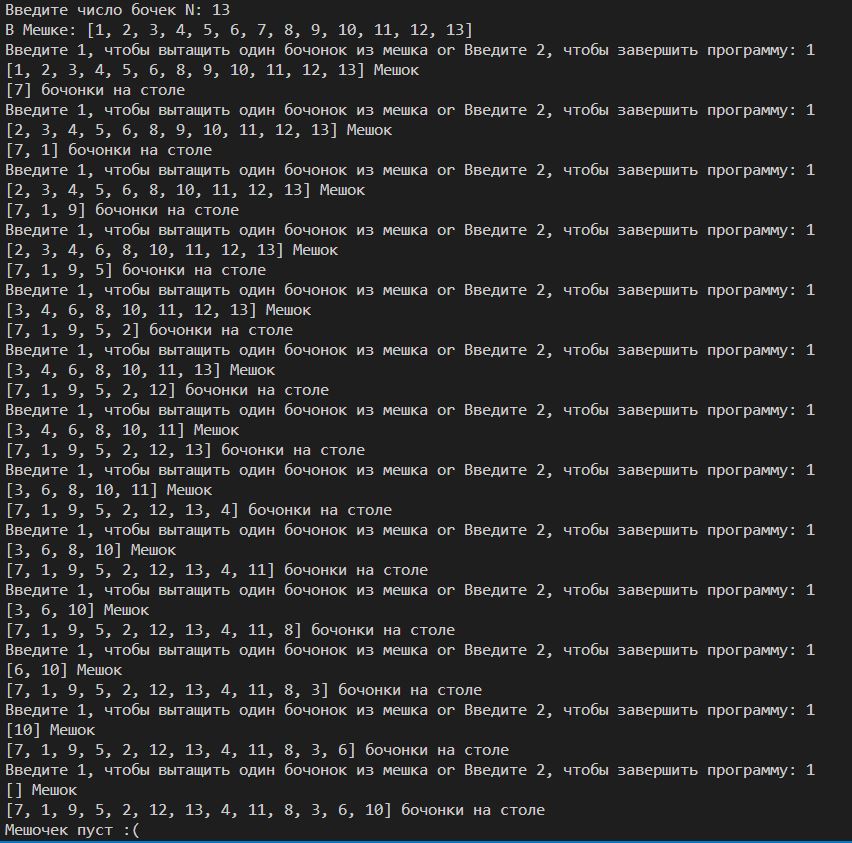 Введите число бочек N: 13
В Мешке: [1, 2, 3, 4, 5, 6, 7, 8, 9, 10, 11, 12, 13]
Введите 1, чтобы вытащить один бочонок из мешка or Введите 2, чтобы завершить программу: 1
[1, 2, 3, 4, 5, 6, 8, 9, 10, 11, 12, 13] Мешок
[7] бочонки на столе
Введите 1, чтобы вытащить один бочонок из мешка or Введите 2, чтобы завершить программу: 1
[2, 3, 4, 5, 6, 8, 9, 10, 11, 12, 13] Мешок
[7, 1] бочонки на столе
Введите 1, чтобы вытащить один бочонок из мешка or Введите 2, чтобы завершить программу: 1
[2, 3, 4, 5, 6, 8, 10, 11, 12, 13] Мешок
[7, 1, 9] бочонки на столе
Введите 1, чтобы вытащить один бочонок из мешка or Введите 2, чтобы завершить программу: 1
[2, 3, 4, 6, 8, 10, 11, 12, 13] Мешок
[7, 1, 9, 5] бочонки на столе
Введите 1, чтобы вытащить один бочонок из мешка or Введите 2, чтобы завершить программу: 1
[3, 4, 6, 8, 10, 11, 12, 13] Мешок
[7, 1, 9, 5, 2] бочонки на столе
Введите 1, чтобы вытащить один бочонок из мешка or Введите 2, чтобы завершить программу: 1
[3, 4, 6, 8, 10, 11, 13] Мешок
[7, 1, 9, 5, 2, 12] бочонки на столе
Введите 1, чтобы вытащить один бочонок из мешка or Введите 2, чтобы завершить программу: 1
[3, 4, 6, 8, 10, 11] Мешок
[7, 1, 9, 5, 2, 12, 13] бочонки на столе
Введите 1, чтобы вытащить один бочонок из мешка or Введите 2, чтобы завершить программу: 1
[3, 6, 8, 10, 11] Мешок
[7, 1, 9, 5, 2, 12, 13, 4] бочонки на столе
Введите 1, чтобы вытащить один бочонок из мешка or Введите 2, чтобы завершить программу: 1
[3, 6, 8, 10] Мешок
[7, 1, 9, 5, 2, 12, 13, 4, 11] бочонки на столе
Введите 1, чтобы вытащить один бочонок из мешка or Введите 2, чтобы завершить программу: 1
[3, 6, 10] Мешок
[7, 1, 9, 5, 2, 12, 13, 4, 11, 8] бочонки на столе
Введите 1, чтобы вытащить один бочонок из мешка or Введите 2, чтобы завершить программу: 1
[6, 10] Мешок
[7, 1, 9, 5, 2, 12, 13, 4, 11, 8, 3] бочонки на столе
Введите 1, чтобы вытащить один бочонок из мешка or Введите 2, чтобы завершить программу: 1
[10] Мешок
[7, 1, 9, 5, 2, 12, 13, 4, 11, 8, 3, 6] бочонки на столе
Введите 1, чтобы вытащить один бочонок из мешка or Введите 2, чтобы завершить программу: 1
[] Мешок
[7, 1, 9, 5, 2, 12, 13, 4, 11, 8, 3, 6, 10] бочонки на столе
Мешочек пуст :(